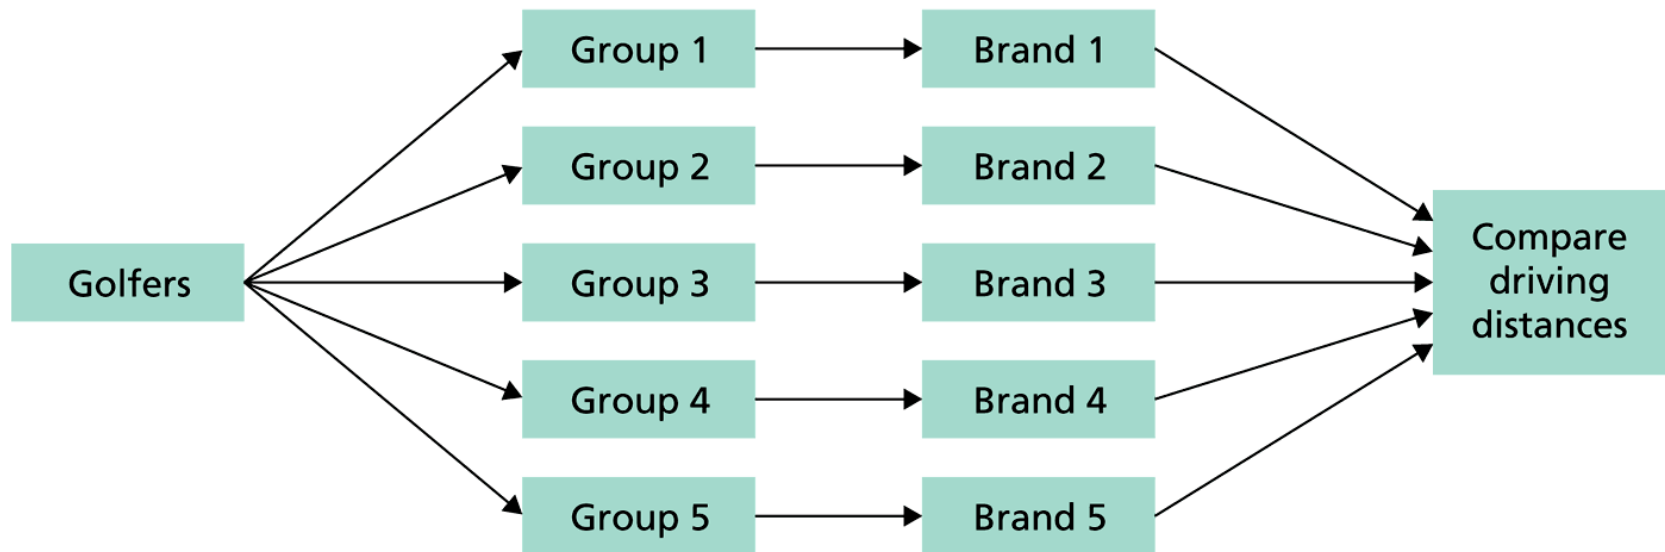 Golfers
Group 1
Brand 1
Group 2
Brand 2
Group 3
Brand 3
Group 4
Brand 4
Group 5
Brand 5
Compare
driving
distances